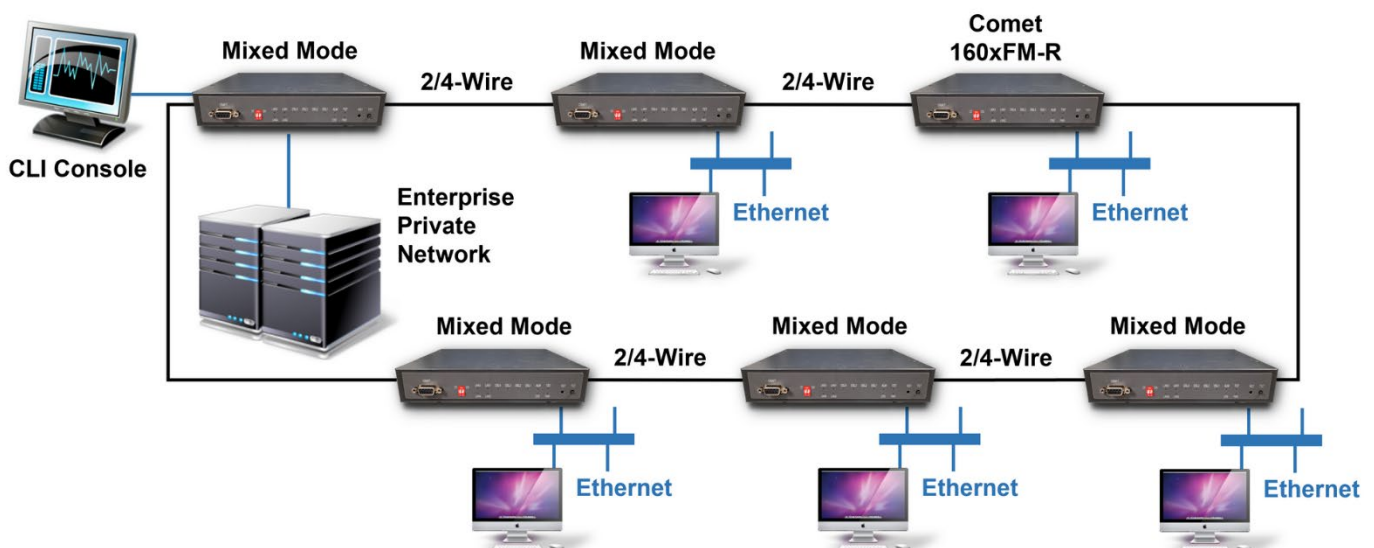 Comet
160xFM-R
Mixed Mode
2/4-Wire
Mixed Mode
2/4-Wire
CLI Console
Enterprise
Private
Network
Ethernet
Ethernet
Mixed Mode
2/4-Wire
Mixed Mode
2/4-Wire
Mixed Mode
Ethernet
Ethernet
Ethernet